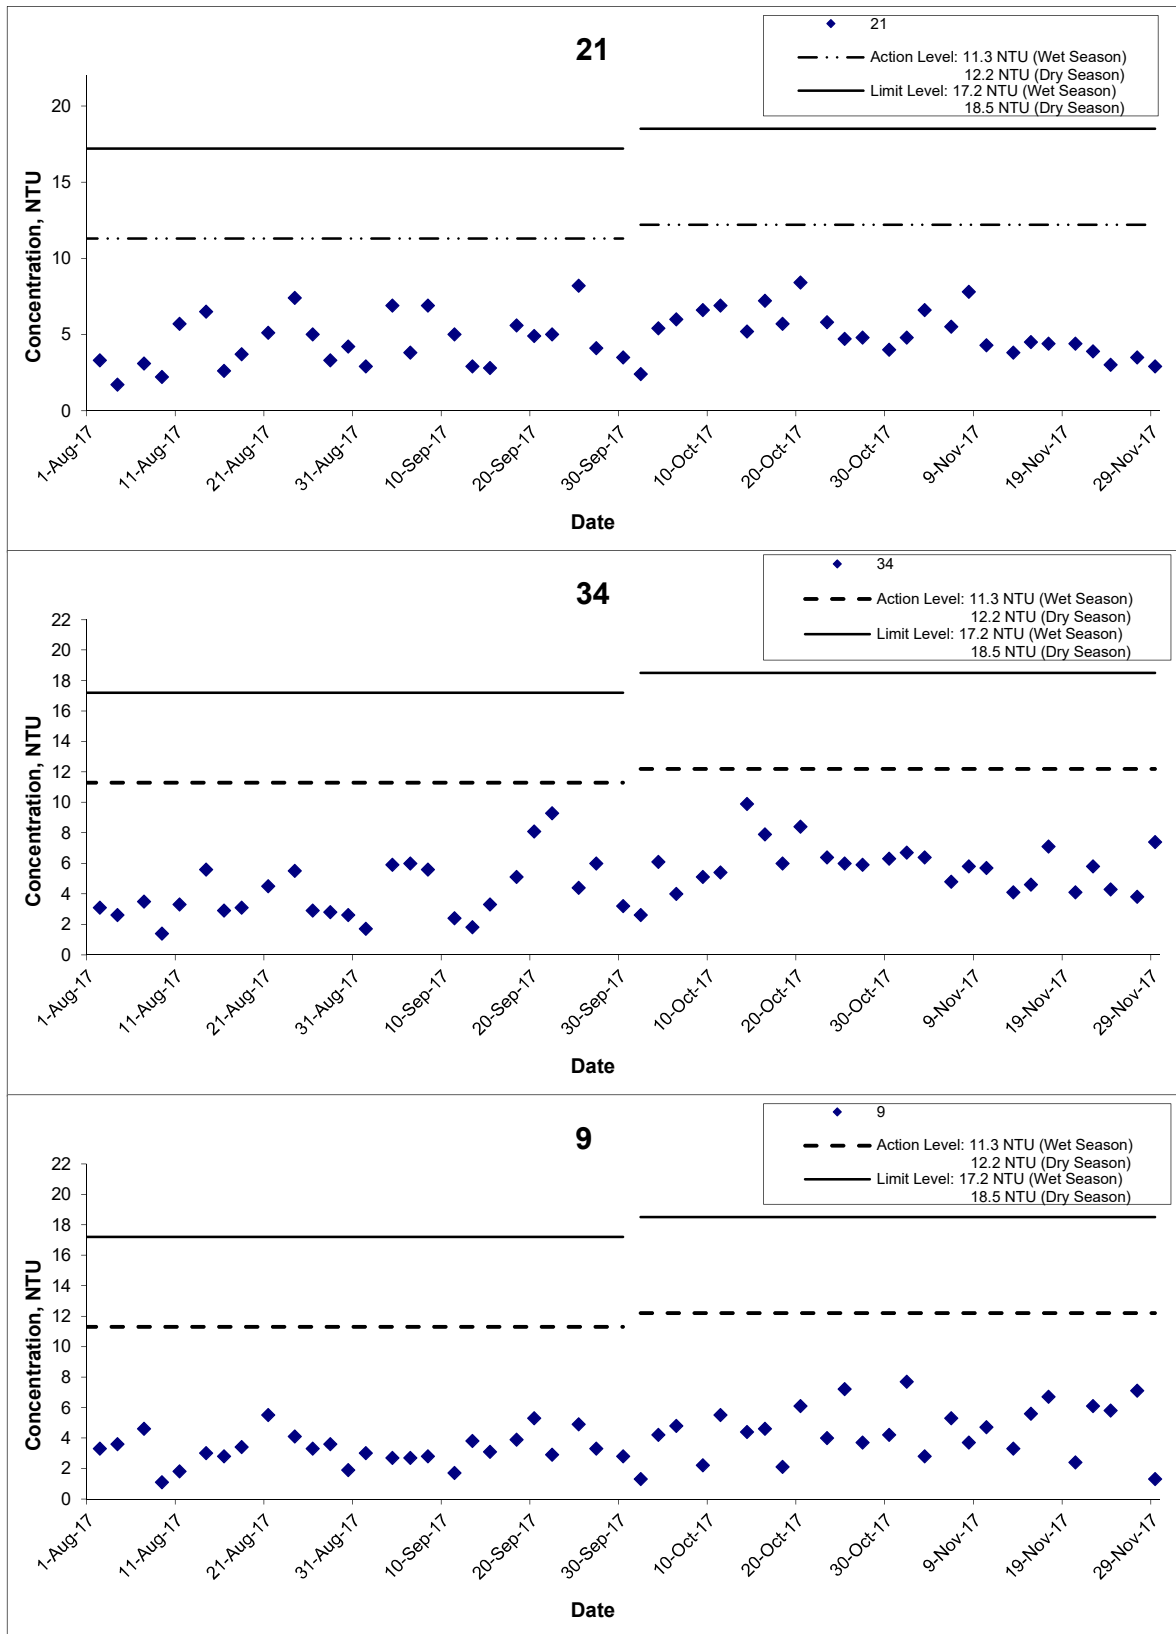 21
21
Action Level: 11.3 NTU (Wet Season)
12.2 NTU (Dry Season)
Limit Level: 17.2 NTU (Wet Season)
18.5 NTU (Dry Season)
Concentration, NTU
20
15
10
5
0
1-Aug-17
11-Aug-17
21-Aug-17
31-Aug-17
10-Sep-17
20-Sep-17
30-Sep-17
10-Oct-17
20-Oct-17
30-Oct-17
9-Nov-17
19-Nov-17
29-Nov-17
Date
34
34
Action Level: 11.3 NTU (Wet Season)
12.2 NTU (Dry Season)
Limit Level: 17.2 NTU (Wet Season)
18.5 NTU (Dry Season)
Concentration, NTU
22
20
18
16
14
12
10
8
6
4
2
0
1-Aug-17
11-Aug-17
21-Aug-17
31-Aug-17
10-Sep-17
20-Sep-17
30-Sep-17
10-Oct-17
20-Oct-17
30-Oct-17
9-Nov-17
19-Nov-17
29-Nov-17
Date
9
9
Action Level: 11.3 NTU (Wet Season)
12.2 NTU (Dry Season)
Limit Level: 17.2 NTU (Wet Season)
18.5 NTU (Dry Season)
Concentration, NTU
22
20
18
16
14
12
10
8
6
4
2
0
1-Aug-17
11-Aug-17
21-Aug-17
31-Aug-17
10-Sep-17
20-Sep-17
30-Sep-17
10-Oct-17
20-Oct-17
30-Oct-17
9-Nov-17
19-Nov-17
29-Nov-17
Date